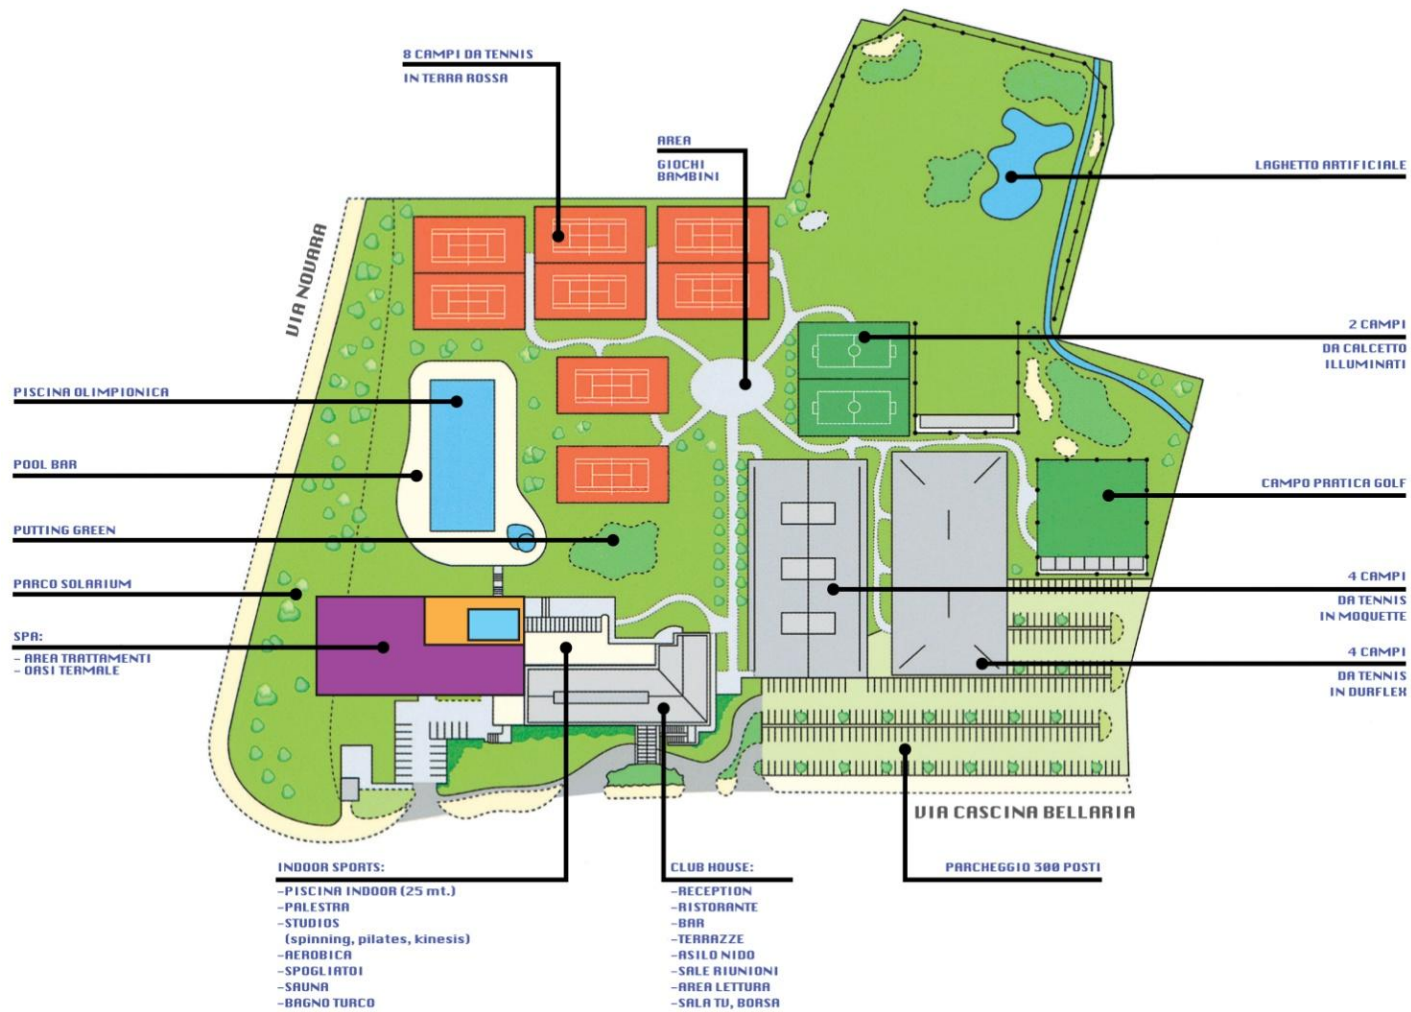 8 CAMPI DA TENNIS
IN TERRA ROSSA
AREA
GIOCHI
BAMBINI
LAGHETTO ARTIFICIALE
VIA NOVARA
2 CAMPI
DA CALCETTO
ILLUMINATI
PISCINA OLIMPIONICA
POOL BAR
CAMPO PRATICA GOLF
PUTTING GREEN
PARCO SOLARIUM
4 CAMPI
DA TENNIS
IN MOQUETTE
SPA:
- AREA TRATTAMENTI
- OASI TERMALE
4 CAMPI
DA TENNIS
IN DURFLEX
VIA CASCINA BELLARIA
INDOOR SPORTS:
-PISCINA INDOOR (25 mt.)
-PALESTRA
-STUDIOS
(spinning, pilates, kinesis)
-AEROBICA
-SPOGLIATOI
-SAUNA
-BAGNO TURCO
CLUB HOUSE:
-RECEPTION
-RISTORANTE
-BAR
-TERRAZZE
-ASILO NIDO
-SALE RIUNIONI
-AREA LETTURA
-SALA TV, BORSA
PARCHEGGIO 300 POSTI